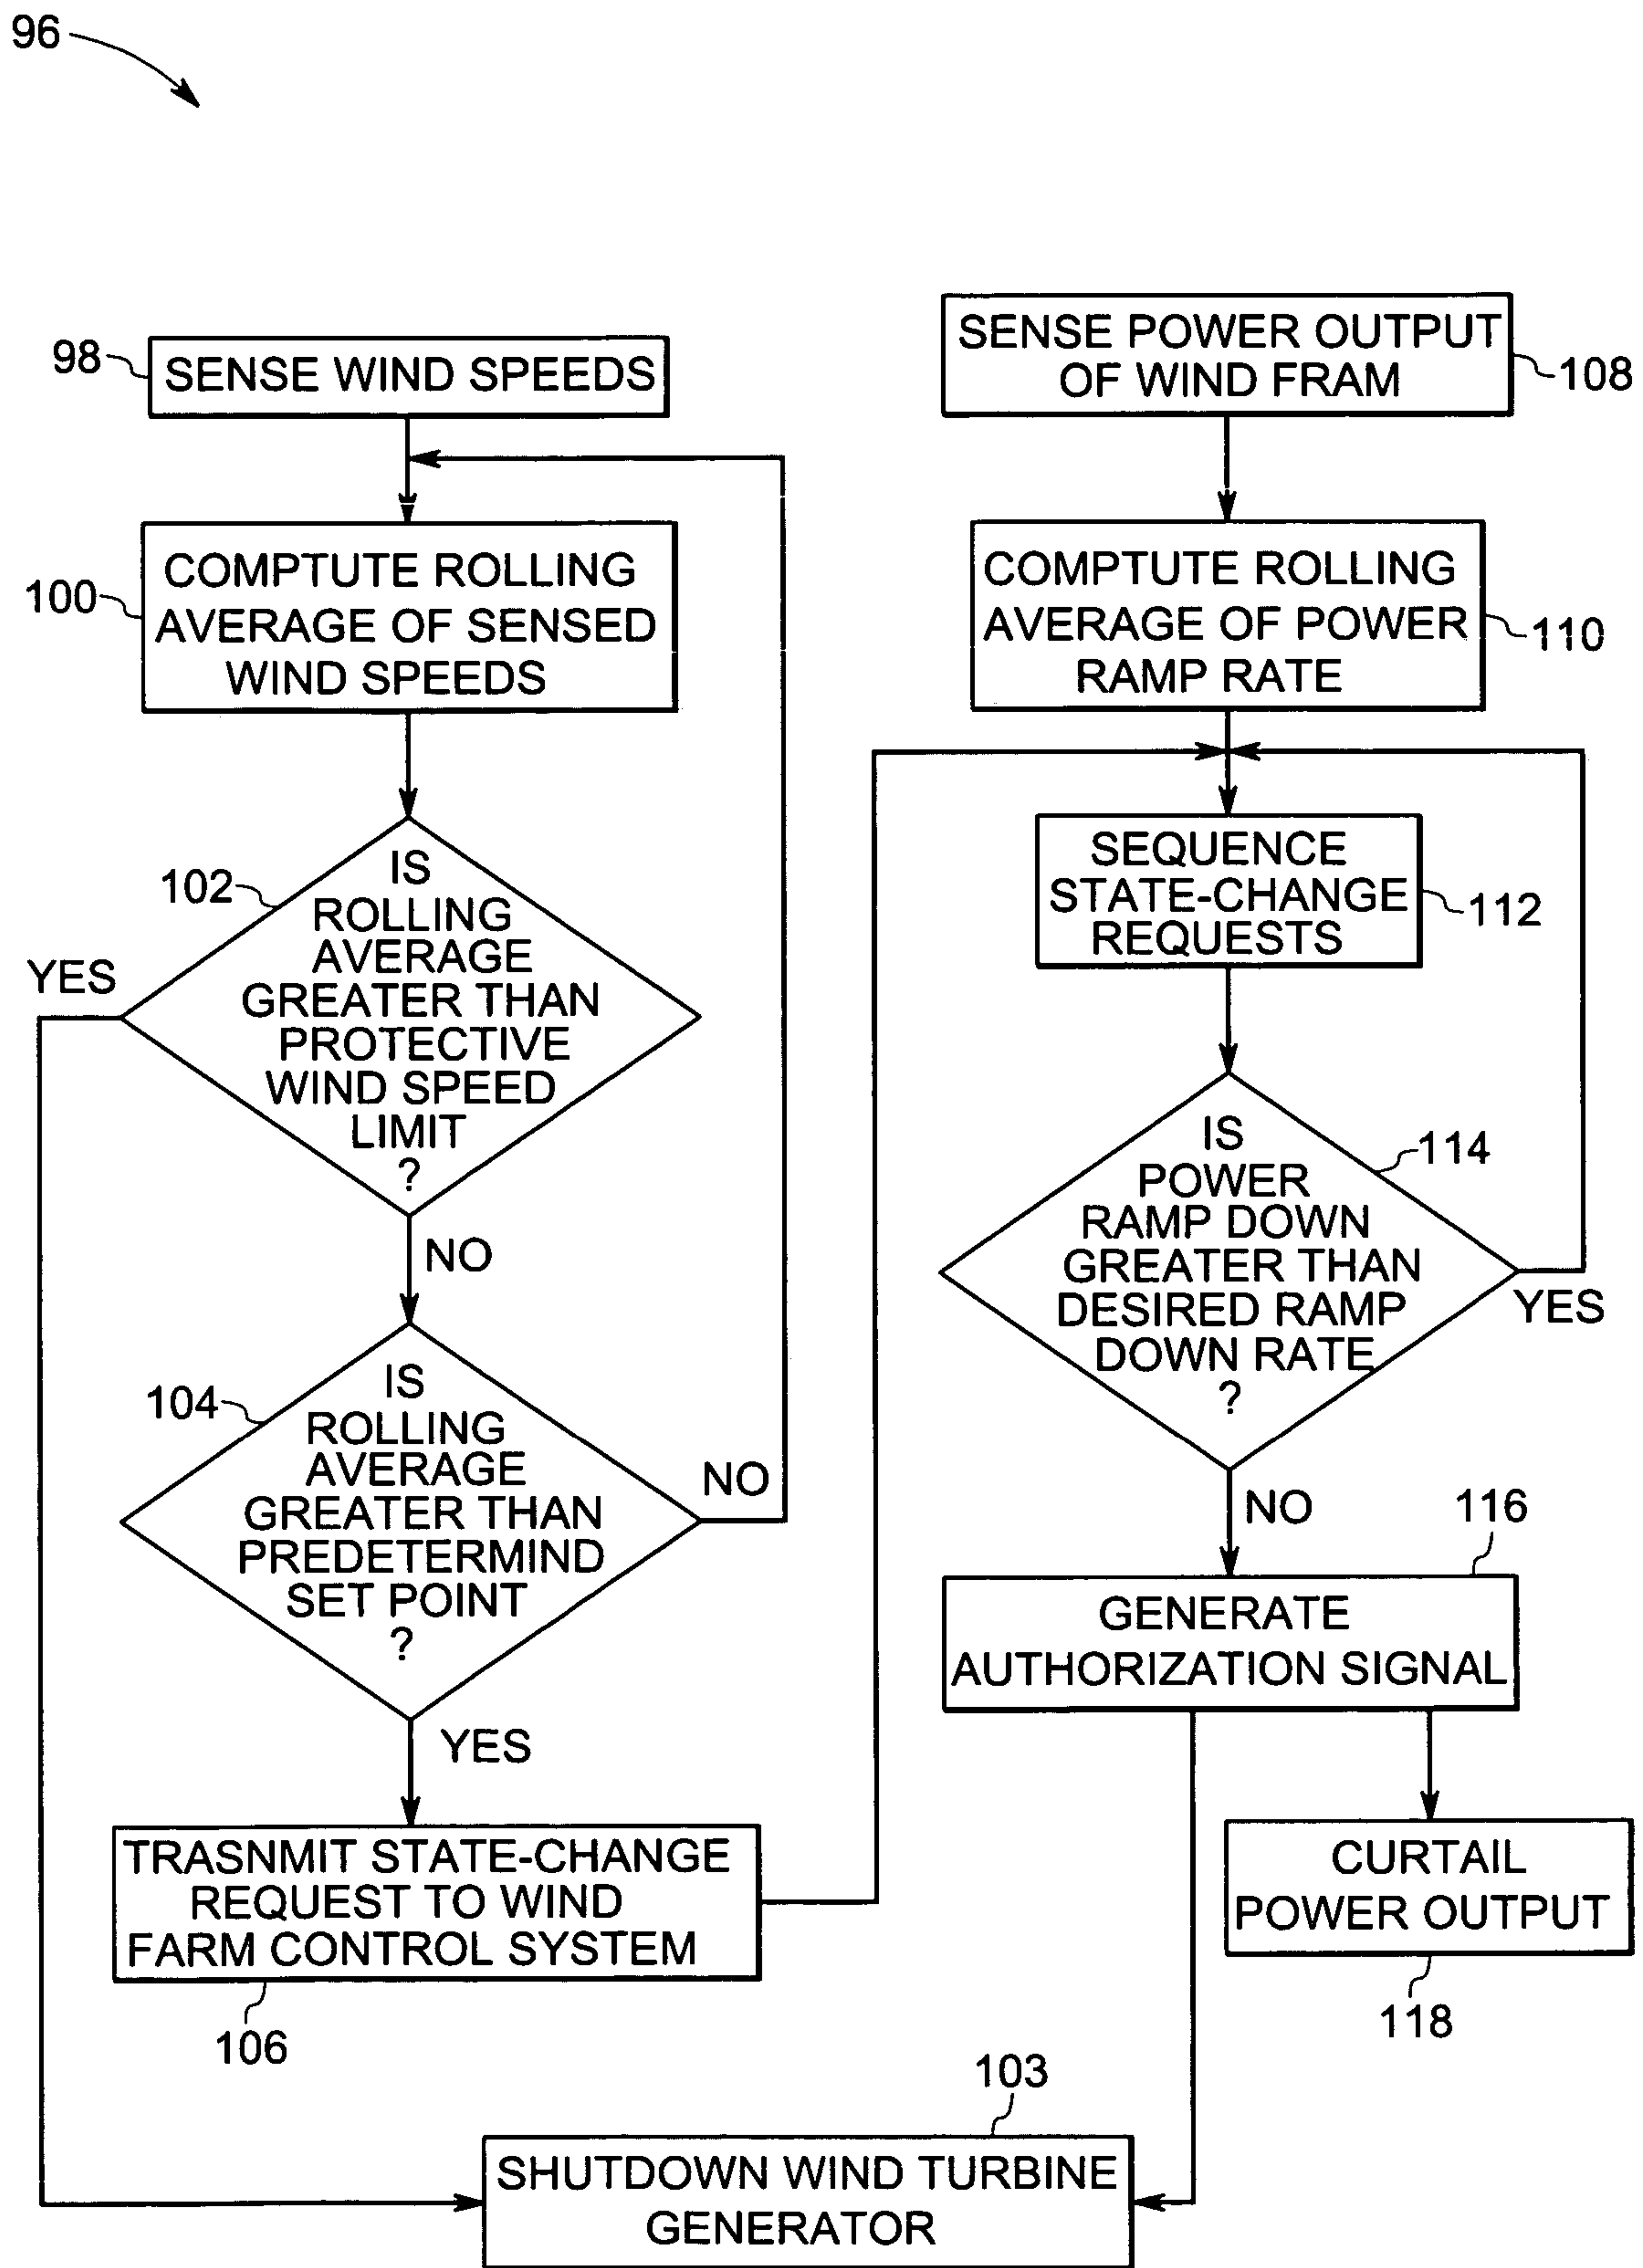 96
98
SENSE WIND SPEEDS
100
COMPTUTE ROLLING
AVERAGE OF SENSED
WIND SPEEDS
102
IS
ROLLING
AVERAGE
GREATER THAN
PROTECTIVE
WIND SPEED
LIMIT
?
YES
NO
104
IS
ROLLING
AVERAGE
GREATER THAN
PREDETERMIND
SET POINT
?
NO
YES
TRASNMIT STATE-CHANGE
REQUEST TO WIND
FARM CONTROL SYSTEM
106
SENSE POWER OUTPUT
OF WIND FRAM
108
COMPTUTE ROLLING
AVERAGE OF POWER
RAMP RATE
110
SEQUENCE
STATE-CHANGE
REQUESTS
112
IS
POWER
RAMP DOWN
GREATER THAN
DESIRED RAMP
DOWN RATE
?
114
YES
NO
116
GENERATE
AUTHORIZATION SIGNAL
CURTAIL
POWER OUTPUT
118
103
SHUTDOWN WIND TURBINE
GENERATOR